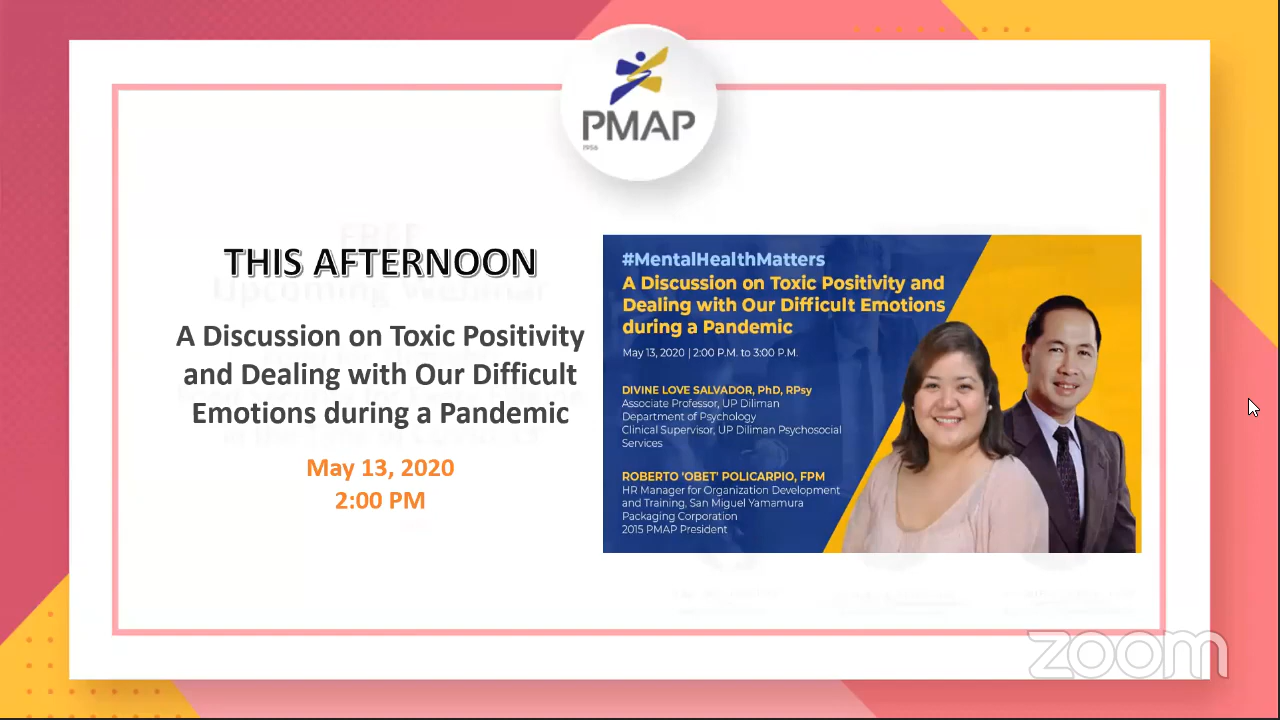 PMAP
1956
THIS AFTERNOON
A Discussion on Toxic Positivity
and Dealing with Our Difficult
Emotions during a Pandemic
May 13, 2020
2:00 PM
#MentalHealthMatters
A Discussion on Toxic Positivity and
Dealing with Our Difficult Emotions
during a Pandemic
May 13, 2020 | 2:00 P.M. to 3:00 P.M.
DIVINE LOVE SALVADOR, PhD, RPsy
Associate Professor, UP Diliman
Department of Psychology
Clinical Supervisor, UP Diliman Psychosocial
Services
ROBERTO 'OBET' POLICARPIO, FPM
HR Manager for Organization Development
and Training, San Miguel Yamamura
Packaging Corporation
2015 PMAP President
FREE
Upcoming Webinar
zoom